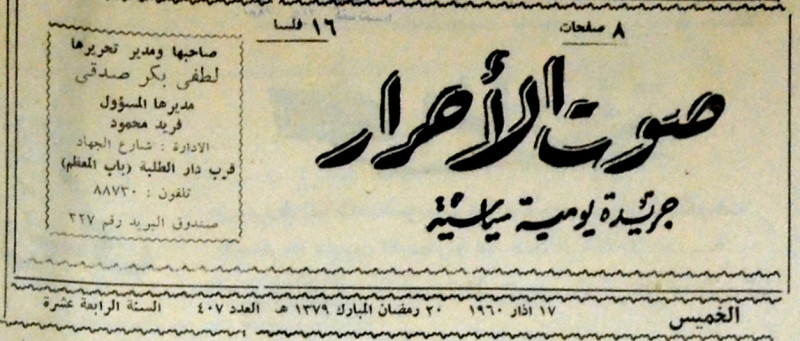 ٨ صفحات
١٦ فلسا
صوت الأحرار
جريدة يومية سياسية
صاحبها ومدير تحريرها
لطفي بكر صدقي
مديرها المسؤول
فريد محمود
الادارة : شارع الجهاد
قرب دار الطلبة (باب المعظم)
تلفون : ٨٨٧٣٠
صندوق البريد رقم ٣٢٧
الخميس ١٧ اذار ١٩٦٠ ٢٠ رمضان المبارك ١٣٧٩ هـ العدد ٤٠٧ السنة الرابعة عشرة